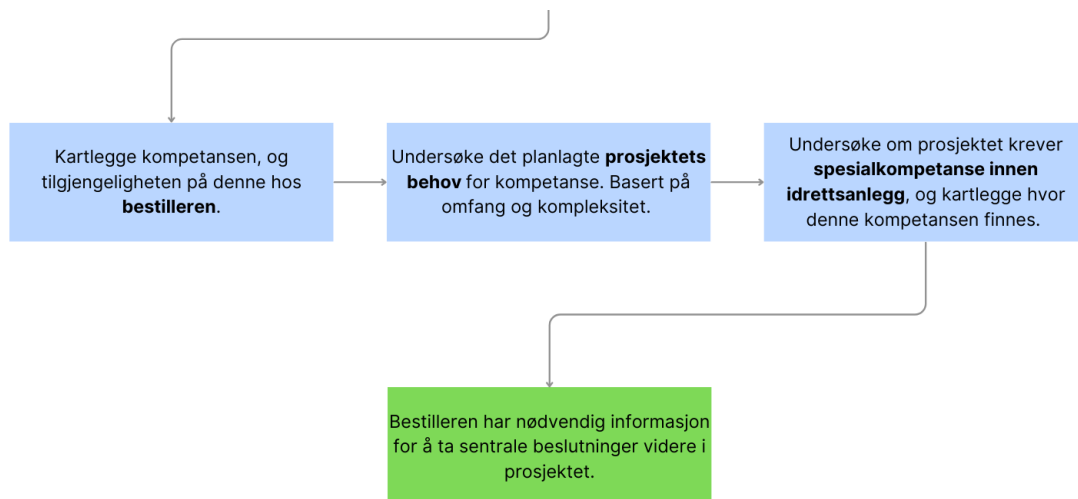 Kartlegge kompetansen, og
tilgjengeligheten på denne hos
bestilleren.
Undersøke det planlagte prosjektets
behov for kompetanse. Basert på
omfang og kompleksitet.
Undersøke om prosjektet krever
spesialkompetanse innen
idrettsanlegg, og kartlegge hvor
denne kompetansen finnes.
Bestilleren har nødvendig informasjon
for å ta sentrale beslutninger videre i
prosjektet.